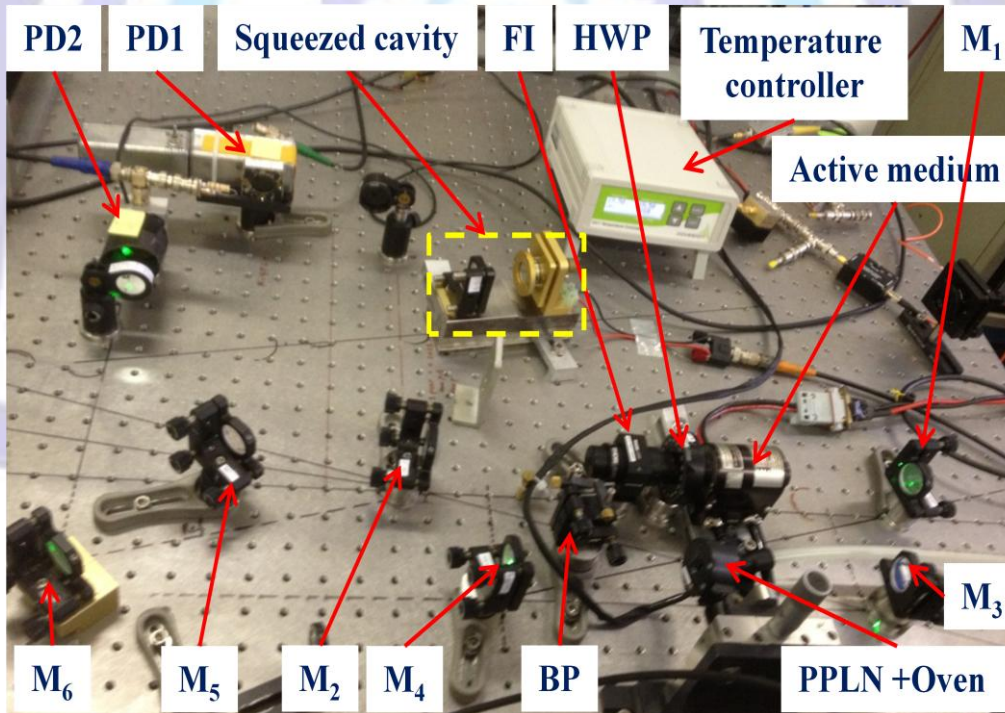 PD2
PD1
Squeezed cavity
FI
HWP
Temperature
controller
M₁
Active medium
M₃
M₆
M₅
M₂
M₄
BP
PPLN +Oven